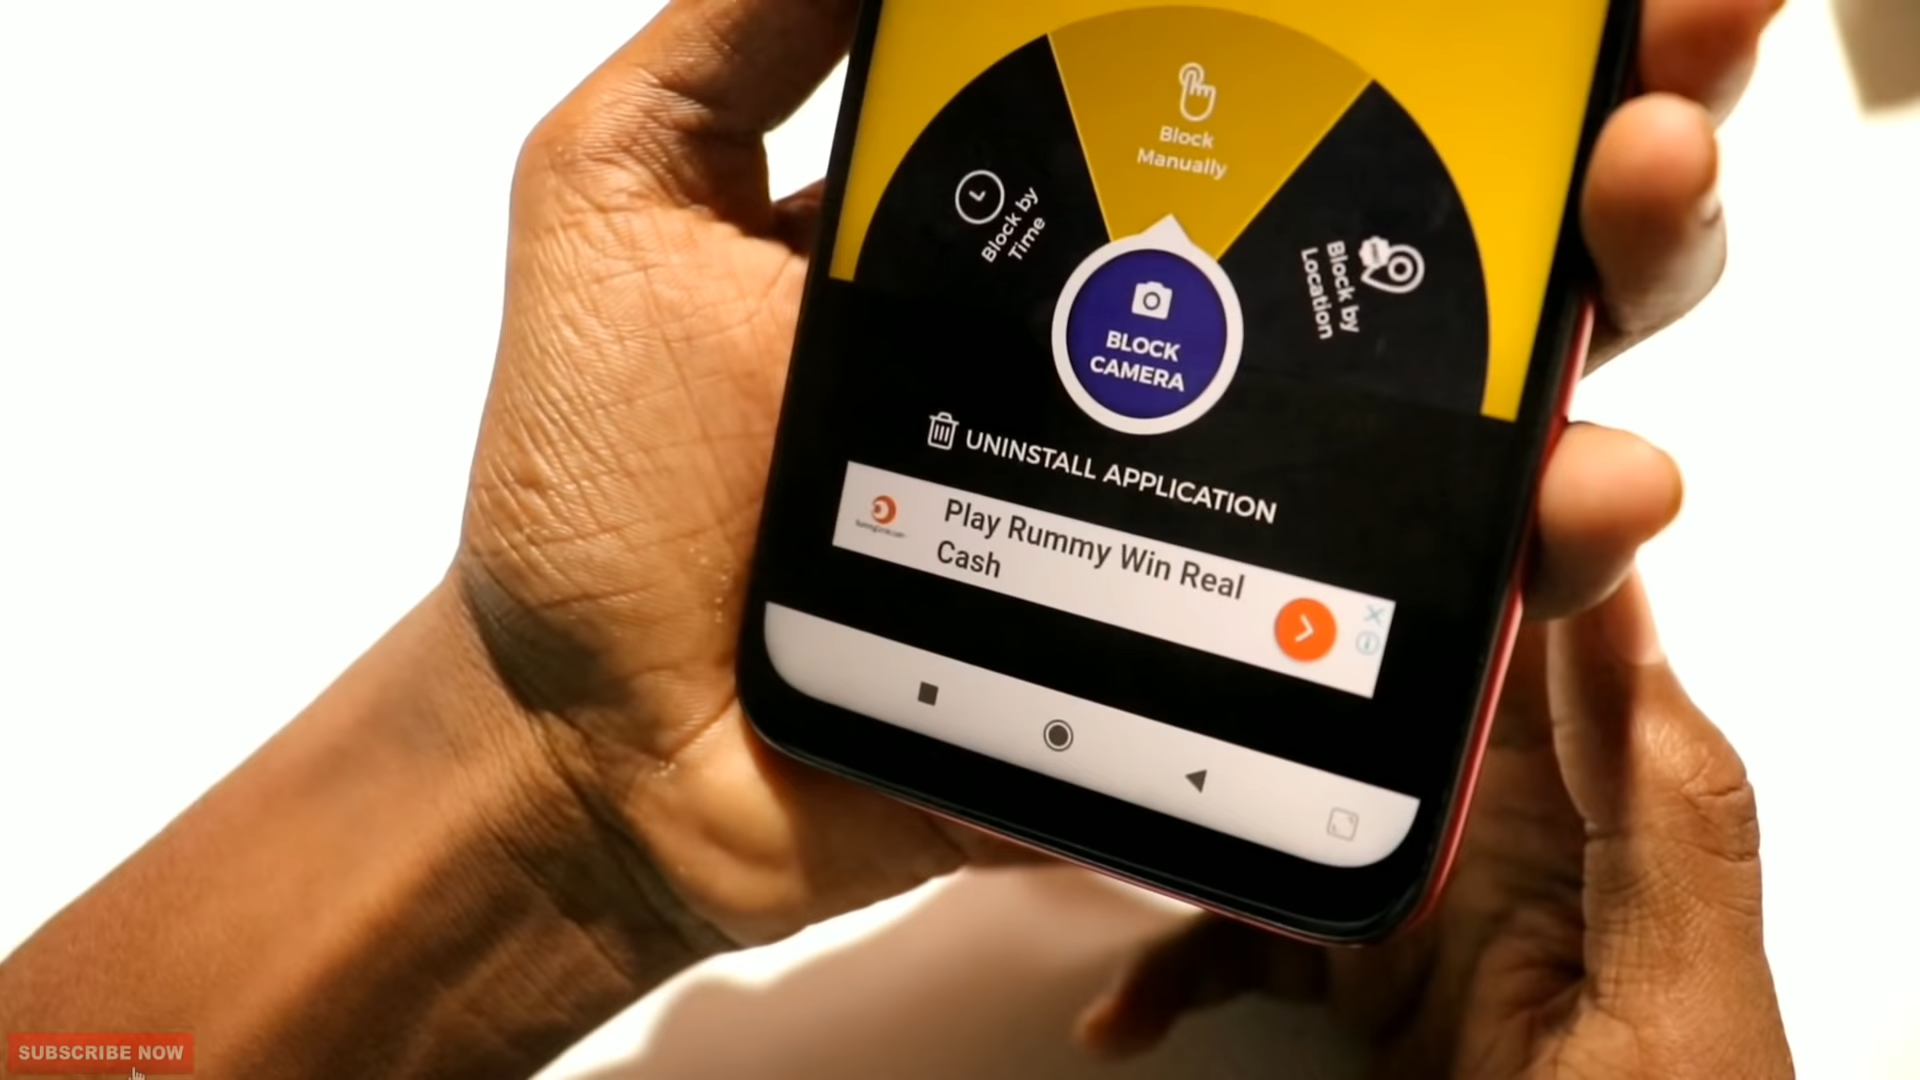 Block
Manually
Block by
Time
Block by
Location
BLOCK
CAMERA
UNINSTALL APPLICATION
Play Rummy Win Real
Cash
SUBSCRIBE NOW